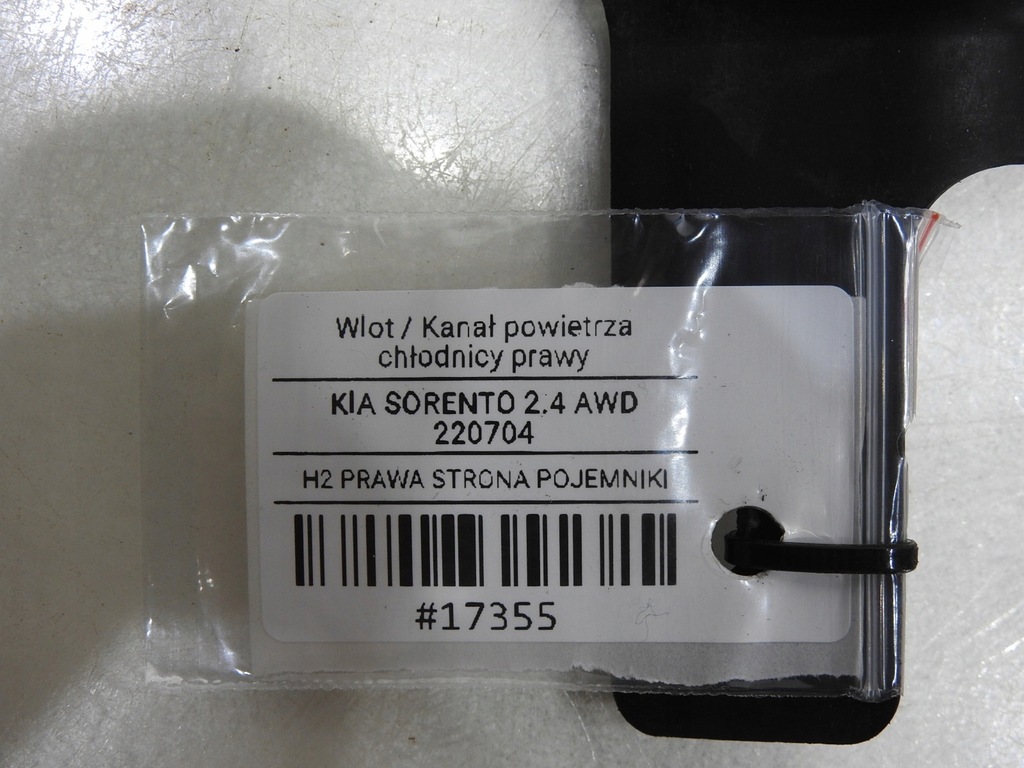 Wlot / Kanał powietrza
chłodnicy prawy
KIA SORENTO 2.4 AWD
220704
H2 PRAWA STRONA POJEMNIKI
#17355